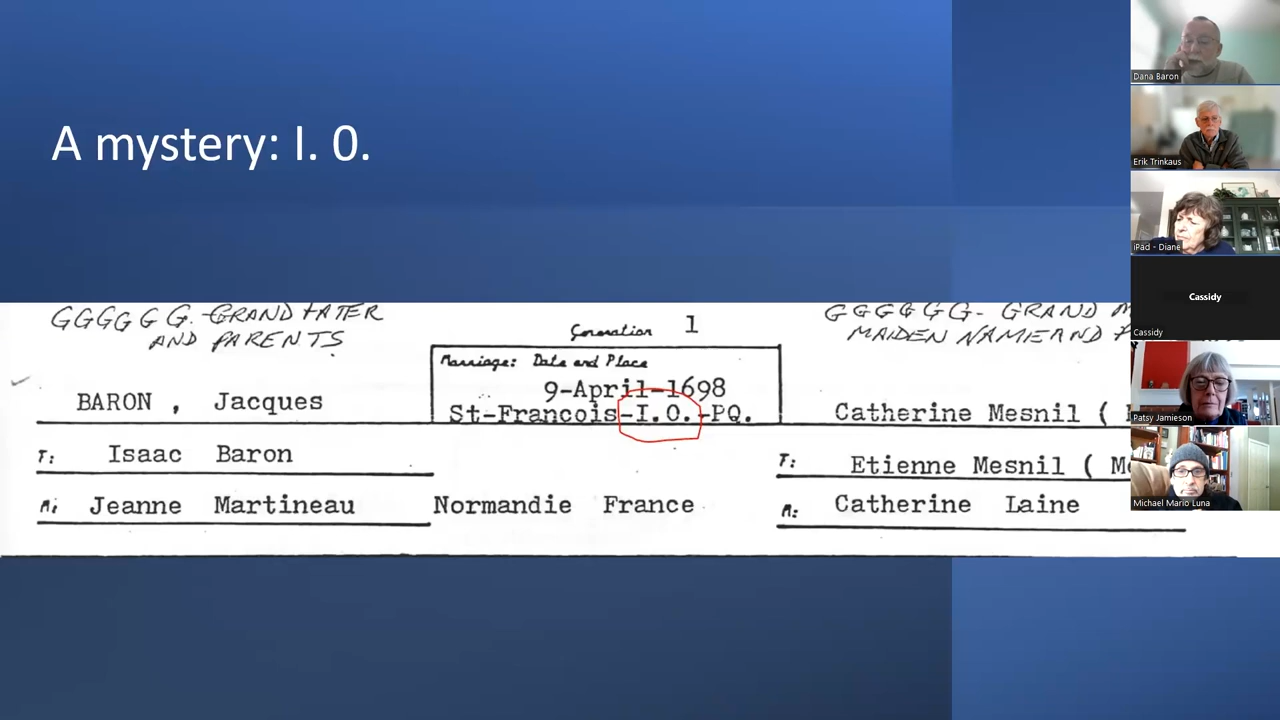 A mystery: I. O.
GGGGGG. GRANDFATER
AND PARENTS
Generation 1
GGGGGG- GRAND M
MAIDEN NAME AND P
Marriage: Date and Place
9-April-1698
St-Francois-I.O.-PQ.
BARON , Jacques
Catherine Mesnil (
F: Isaac Baron
F: Etienne Mesnil ( M
M: Jeanne Martineau
Normandie France
M: Catherine Laine
Dana Baron
Erik Trinkaus
iPad - Diane
Cassidy
Cassidy
Patsy Jamieson
Michael Mario Luna